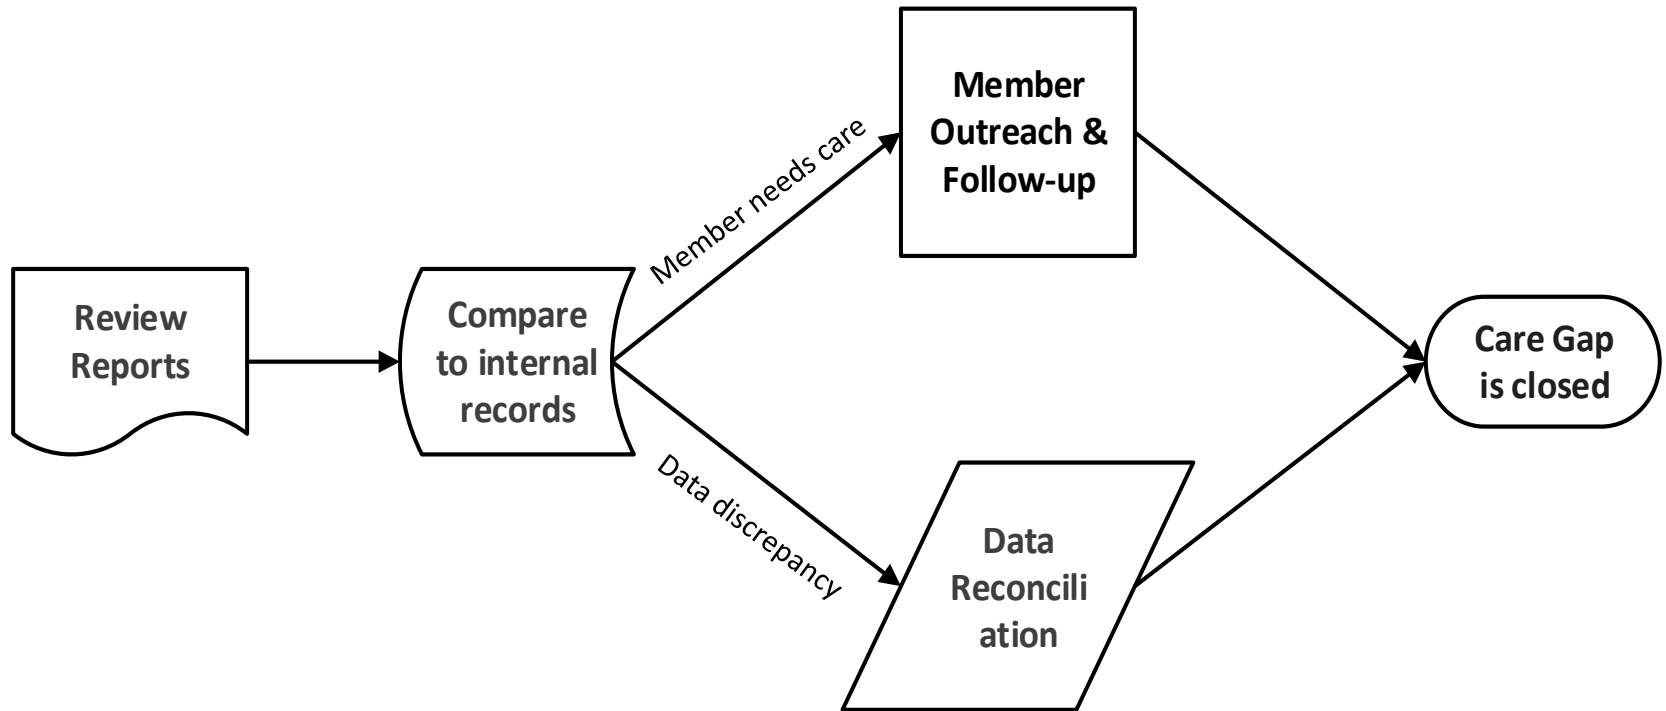 Review
Reports
Compare
to internal
records
Member needs care
Member
Outreach &
Follow-up
Data discrepancy
Data
Reconcili
ation
Care Gap
is closed